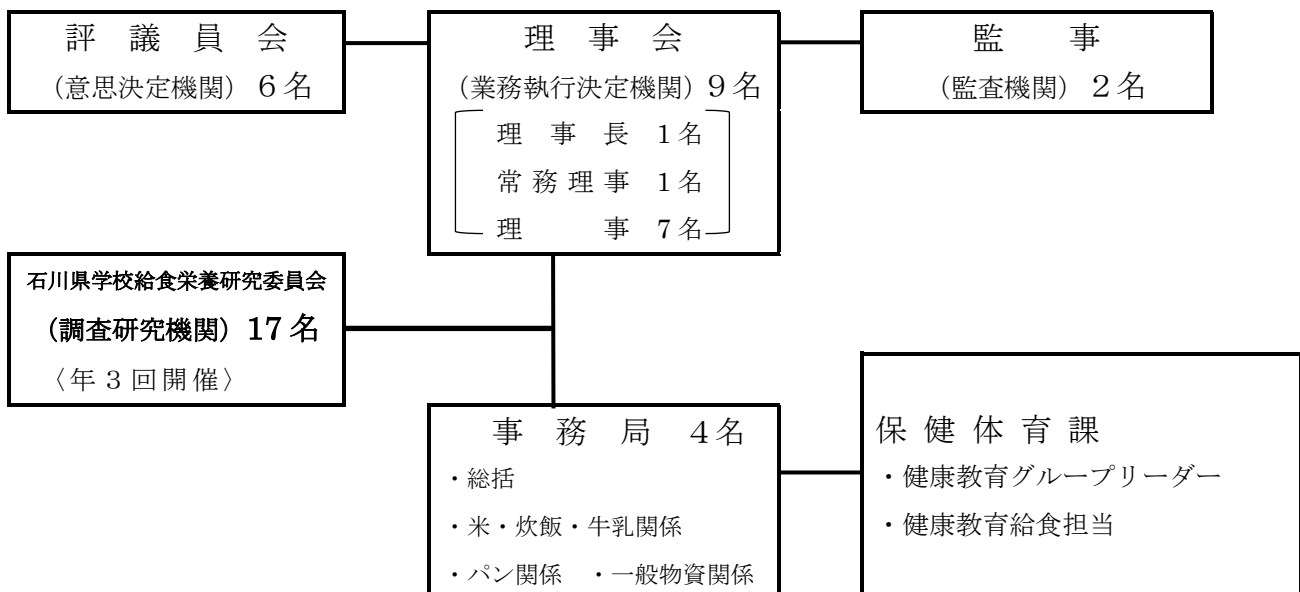 評議員会
(意思決定機関) 6名
理事会
(業務執行決定機関) 9名
理事長 1名
常務理事 1名
理事 7名
監事
(監査機関) 2名
石川県学校給食栄養研究委員会
(調査研究機関) 17名
〈年3回開催〉
事務局 4名
・総括
・米・炊飯・牛乳関係
・パン関係 ・一般物資関係
保健体育課
・健康教育グループリーダー
・健康教育給食担当